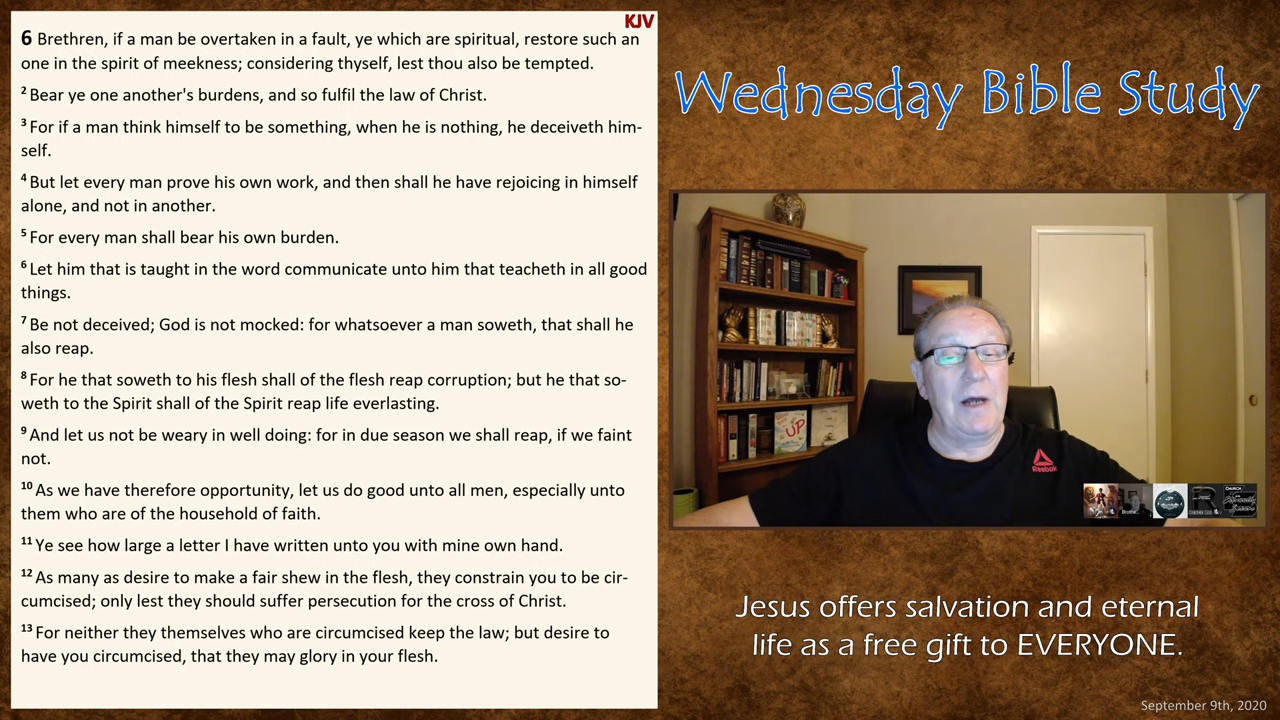 KJV
6 Brethren, if a man be overtaken in a fault, ye which are spiritual, restore such an
one in the spirit of meekness; considering thyself, lest thou also be tempted.
2 Bear ye one another's burdens, and so fulfil the law of Christ.
3 For if a man think himself to be something, when he is nothing, he deceiveth him-
self.
4 But let every man prove his own work, and then shall he have rejoicing in himself
alone, and not in another.
5 For every man shall bear his own burden.
6 Let him that is taught in the word communicate unto him that teacheth in all good
things.
7 Be not deceived; God is not mocked: for whatsoever a man soweth, that shall he
also reap.
8 For he that soweth to his flesh shall of the flesh reap corruption; but he that so-
weth to the Spirit shall of the Spirit reap life everlasting.
9 And let us not be weary in well doing: for in due season we shall reap, if we faint
not.
10 As we have therefore opportunity, let us do good unto all men, especially unto
them who are of the household of faith.
11 Ye see how large a letter I have written unto you with mine own hand.
12 As many as desire to make a fair shew in the flesh, they constrain you to be cir-
cumcised; only lest they should suffer persecution for the cross of Christ.
13 For neither they themselves who are circumcised keep the law; but desire to
have you circumcised, that they may glory in your flesh.
Wednesday Bible Study
UP
Reebok
Jesus offers salvation and eternal
life as a free gift to EVERYONE.
September 9th, 2020